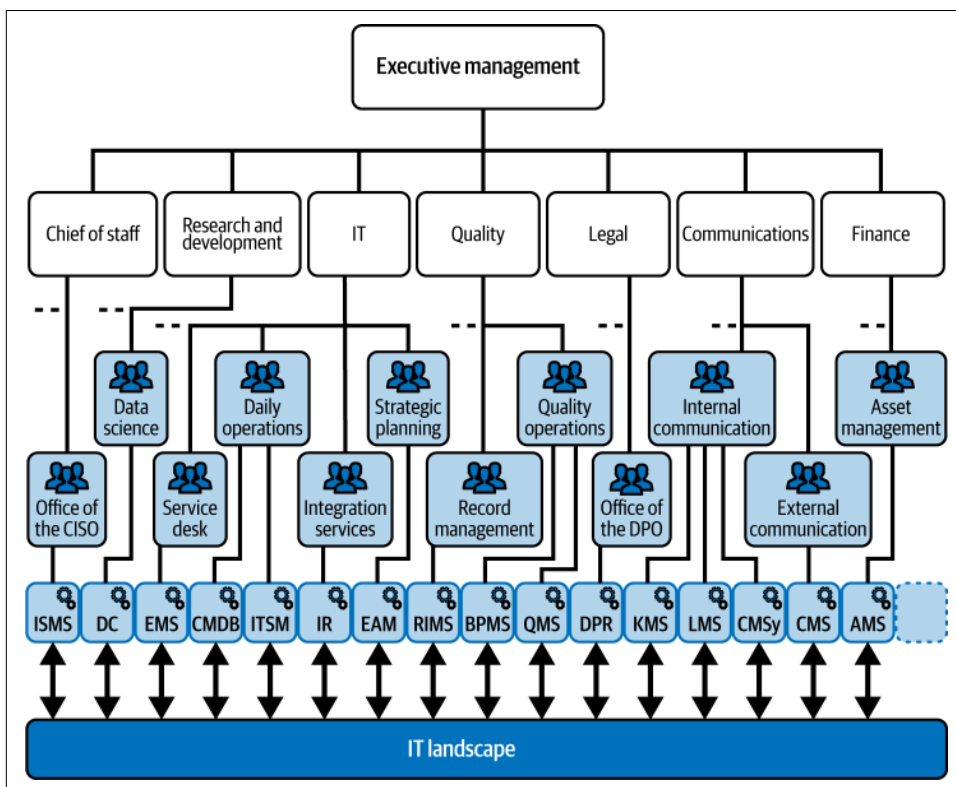 Executive management
Chief of staff
Research and
development
IT
Quality
Legal
Communications
Finance
Data
science
Daily
operations
Strategic
planning
Quality
operations
Internal
communication
Asset
management
Office of
the CISO
Service
desk
Integration
services
Record
management
Office of
the DPO
External
communication
ISMS
DC
EMS
CMDB
ITSM
IR
EAM
RIMS
BPMS
QMS
DPR
KMS
LMS
CMSy
CMS
AMS
IT landscape